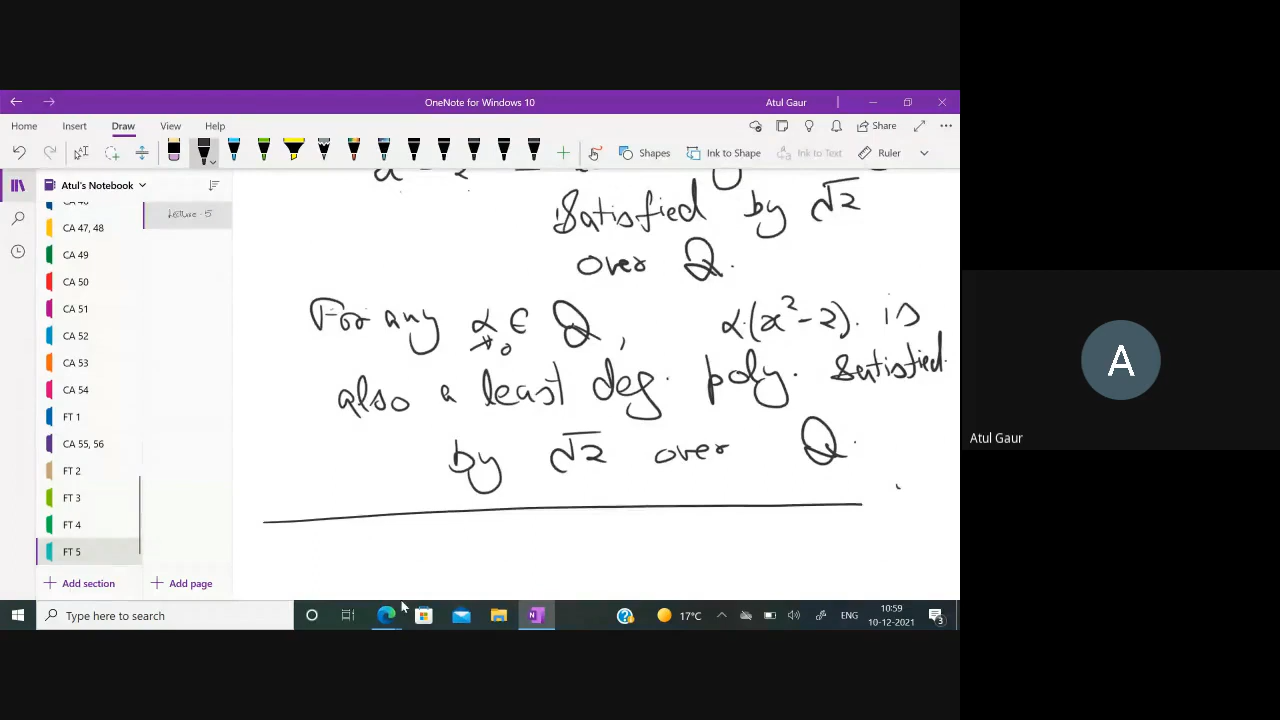 OneNote for Windows 10
Atul Gaur
Home Insert Draw View Help
Share
Shapes
Ink to Shape
Ink to Text
Ruler
Atul's Notebook
CA 47, 48
CA 49
CA 50
CA 51
CA 52
CA 53
CA 54
FT 1
CA 55, 56
FT 2
FT 3
FT 4
FT 5
Add section
Lecture - 5
Add page
Satisfied by √2
over Q.
For any α ∈ Q, α.(x² - 2). is
≠ 0
also a least deg. poly. satisfied
by √2 over Q.
A
Atul Gaur
Type here to search
17°C
ENG
10:59
10-12-2021
3